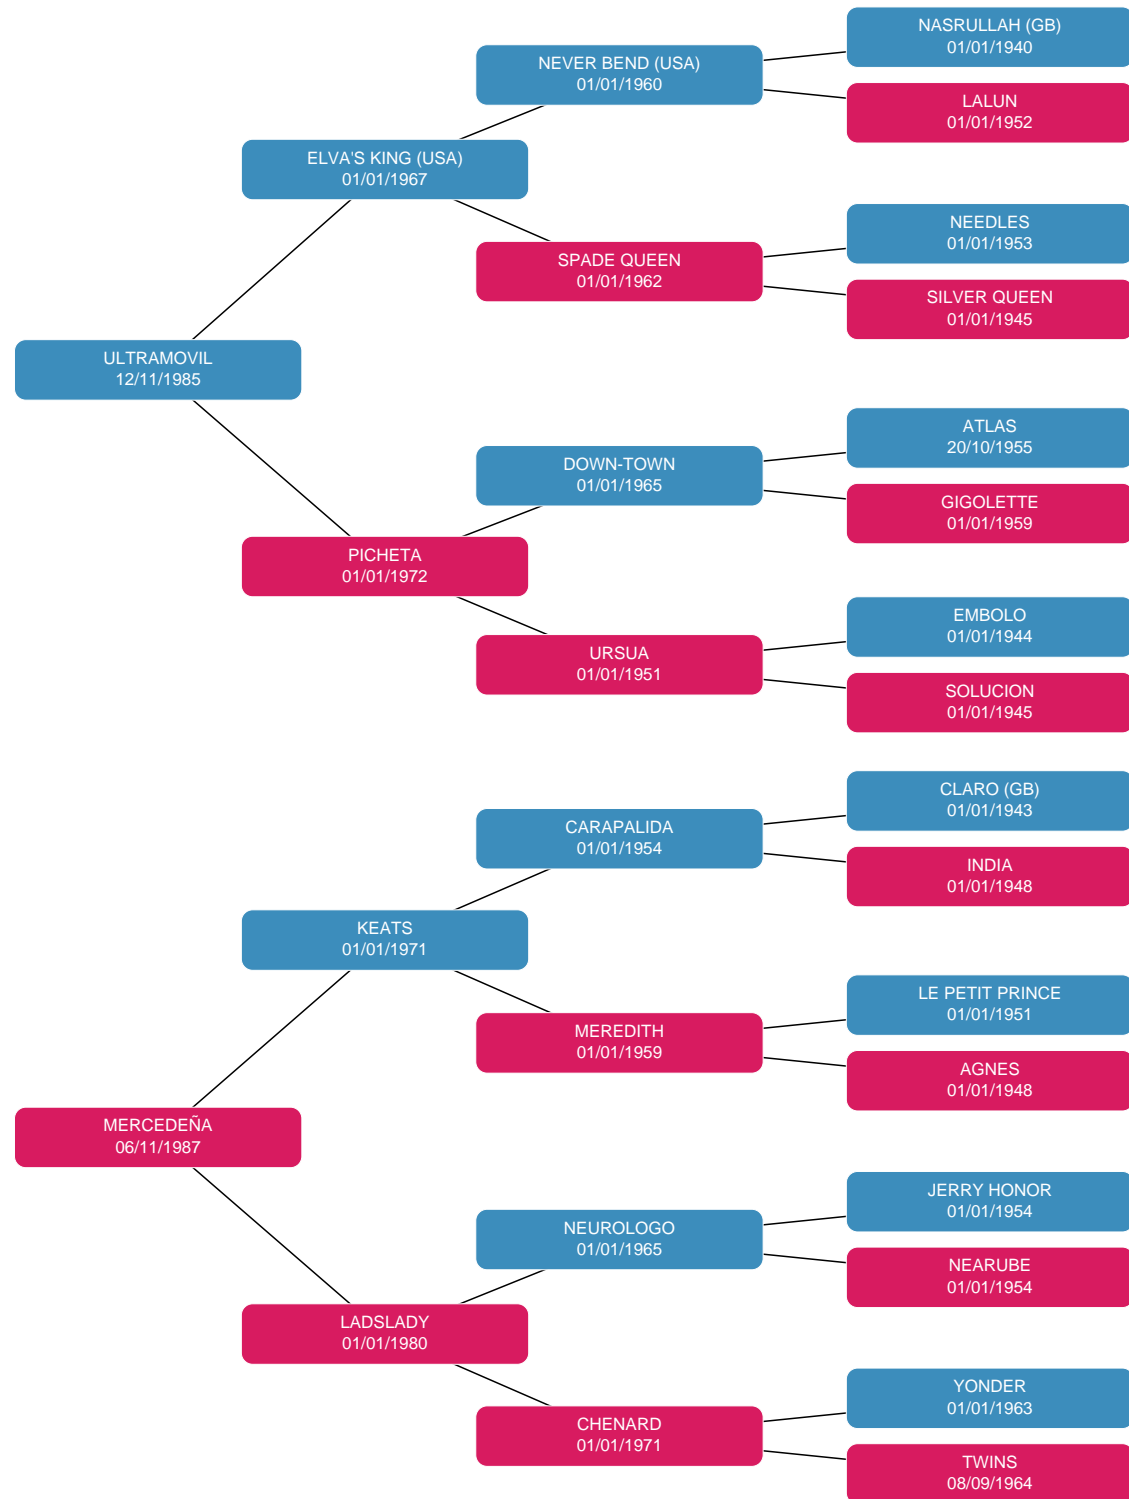 NASRULLAH (GB)
01/01/1940
NEVER BEND (USA)
01/01/1960
LALUN
01/01/1952
ELVA'S KING (USA)
01/01/1967
NEEDLES
01/01/1953
SPADE QUEEN
01/01/1962
SILVER QUEEN
01/01/1945
ULTRAMOVIL
12/11/1985
ATLAS
20/10/1955
DOWN-TOWN
01/01/1965
GIGOLETTE
01/01/1959
PICHETA
01/01/1972
EMBOLO
01/01/1944
URSUA
01/01/1951
SOLUCION
01/01/1945
CLARO (GB)
01/01/1943
CARAPALIDA
01/01/1954
INDIA
01/01/1948
KEATS
01/01/1971
LE PETIT PRINCE
01/01/1951
MEREDITH
01/01/1959
AGNES
01/01/1948
MERCEDEÑA
06/11/1987
JERRY HONOR
01/01/1954
NEUROLOGO
01/01/1965
NEARUBE
01/01/1954
LADSLADY
01/01/1980
YONDER
01/01/1963
CHENARD
01/01/1971
TWINS
08/09/1964